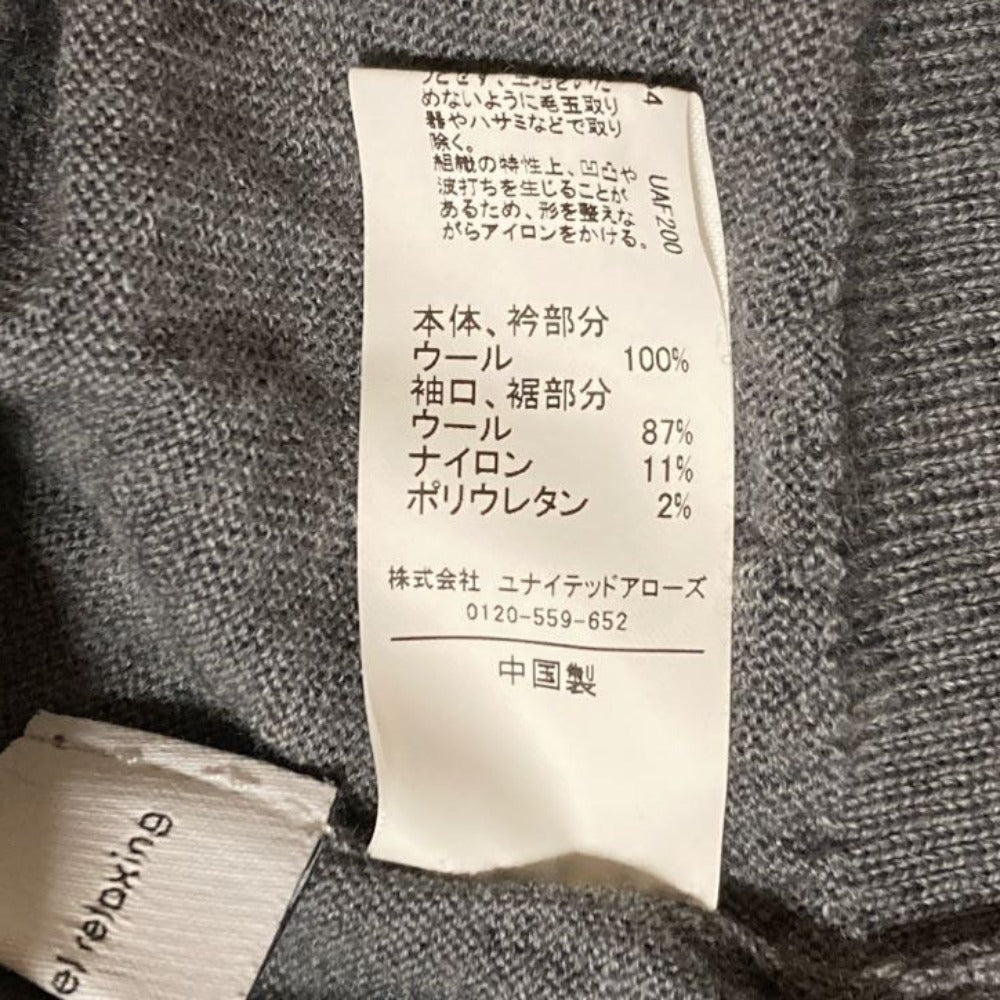 めないように毛玉取り
器やハサミなどで取り
除く。
組織の特性上、凹凸や
波打ちを生じることが
あるため、形を整えな
がらアイロンをかける。
4
UAF200
本体、衿部分
ウール 100%
袖口、裾部分
ウール 87%
ナイロン 11%
ポリウレタン 2%
株式会社 ユナイテッドアローズ
0120-559-652
中国製
el relaxing